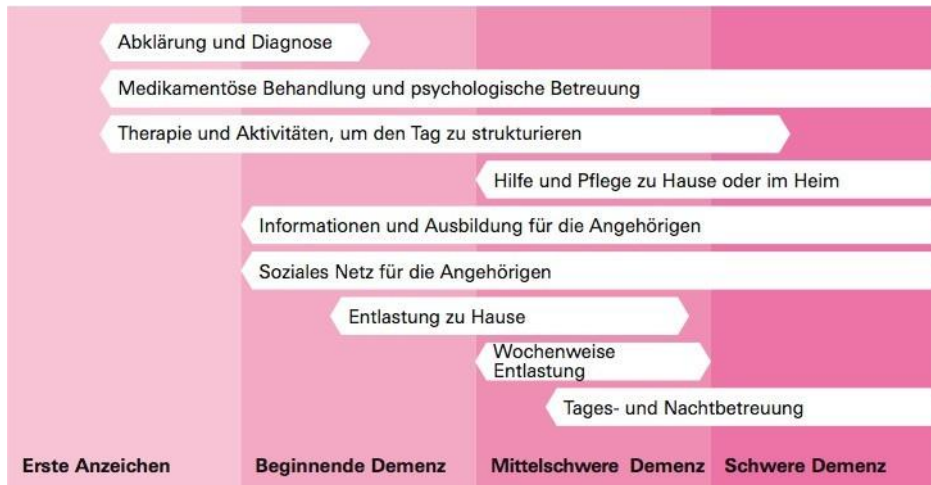 Abklärung und Diagnose
Medikamentöse Behandlung und psychologische Betreuung
Therapie und Aktivitäten, um den Tag zu strukturieren
Hilfe und Pflege zu Hause oder im Heim
Informationen und Ausbildung für die Angehörigen
Soziales Netz für die Angehörigen
Entlastung zu Hause
Wochenweise
Entlastung
Tages- und Nachtbetreuung
Erste Anzeichen
Beginnende Demenz
Mittelschwere Demenz
Schwere Demenz